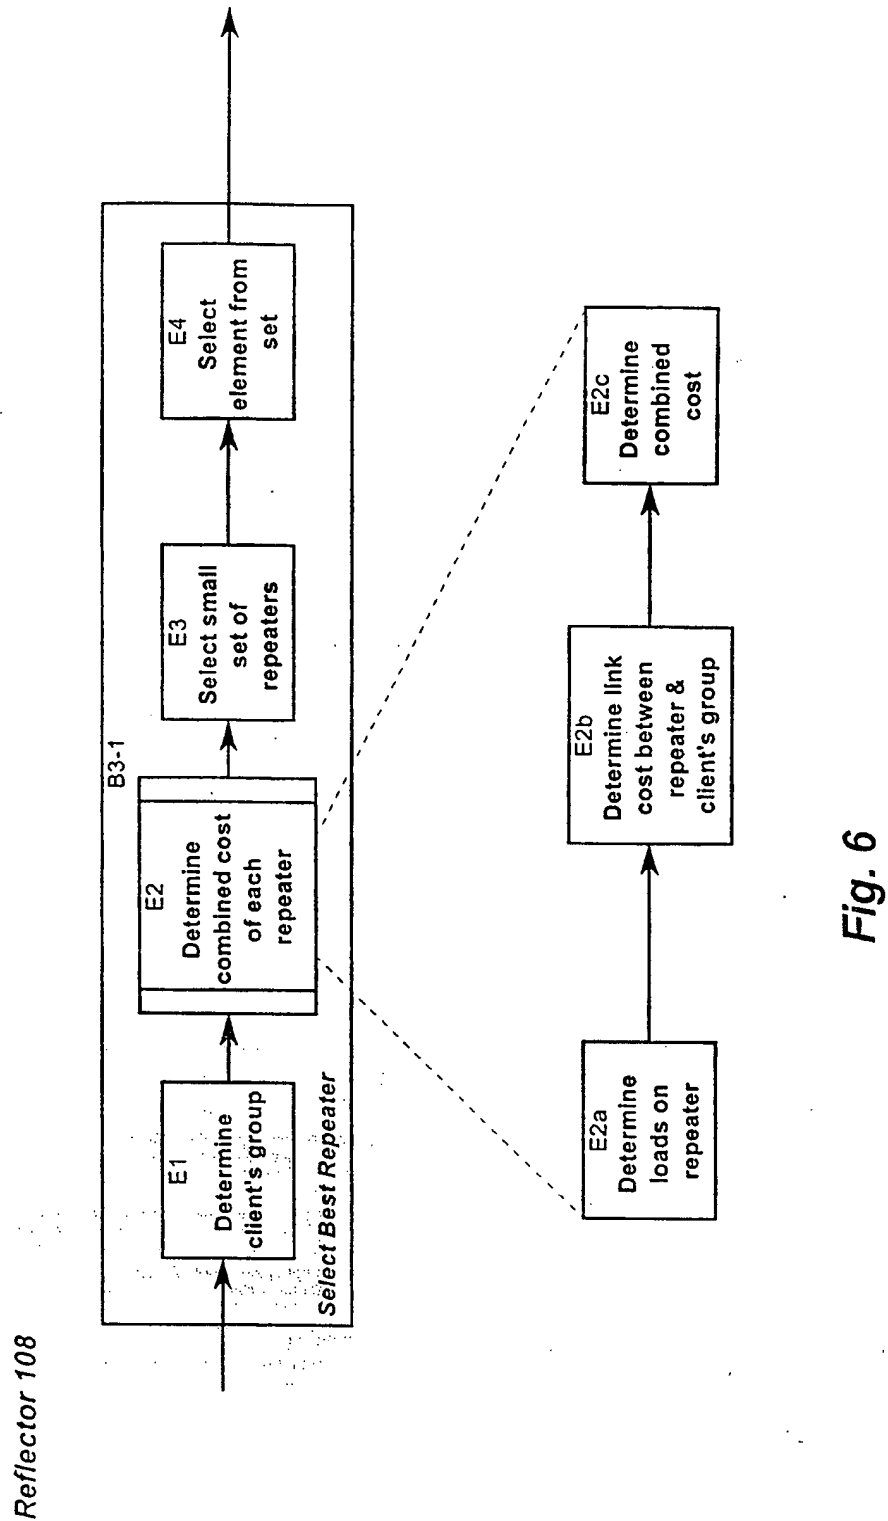 Reflector 108
B3-1
E1
Determine
client's group
E2
Determine
combined cost
of each
repeater
E3
Select small
set of
repeaters
E4
Select
element from
set
Select Best Repeater
E2a
Determine
loads on
repeater
E2b
Determine link
cost between
repeater &
client's group
E2c
Determine
combined
cost
Fig. 6